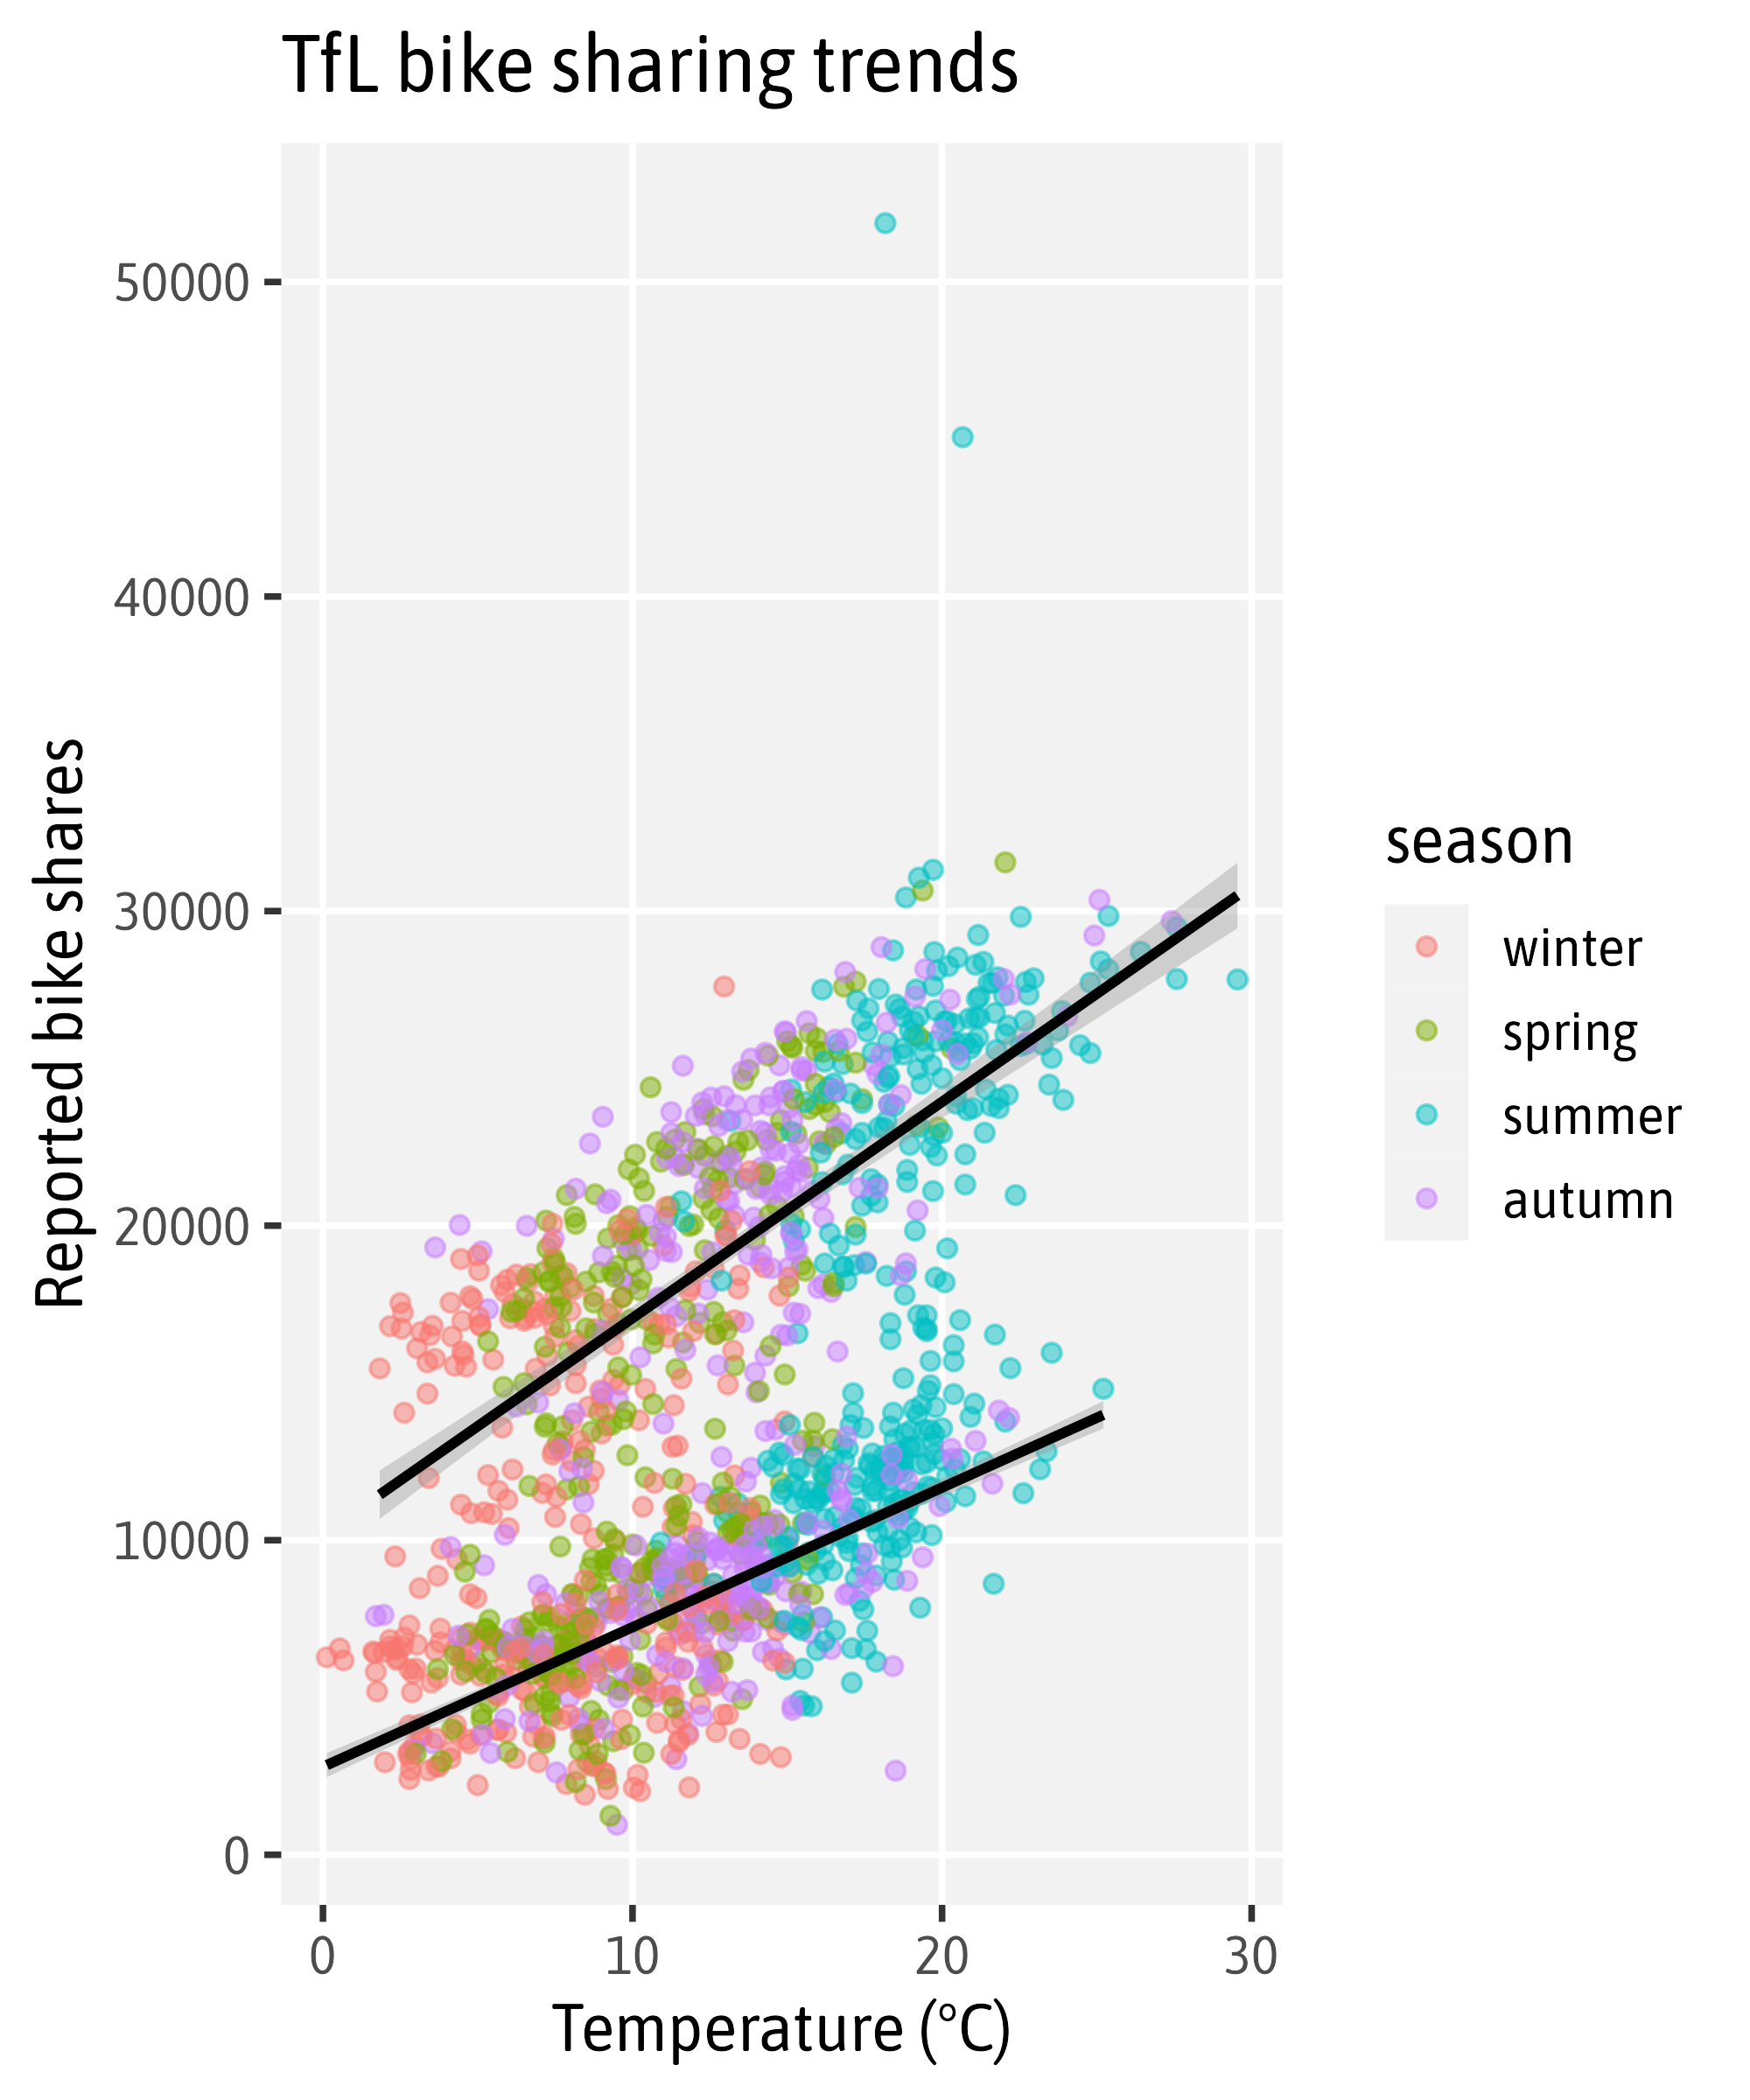 TfL bike sharing trends
Reported bike shares
50000
40000
30000
20000
10000
0
0 10 20 30
Temperature (°C)
season
winter
spring
summer
autumn